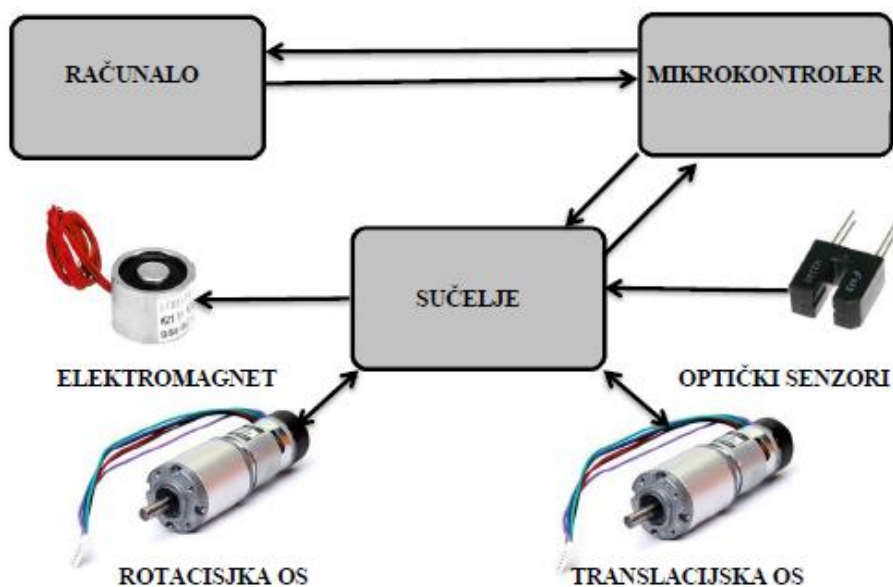 RAČUNALO
MIKROKONTROLER
SUČELJE
ELEKTROMAGNET
OPTIČKI SENZORI
ROTACISJKA OS
TRANSLACIJSKA OS